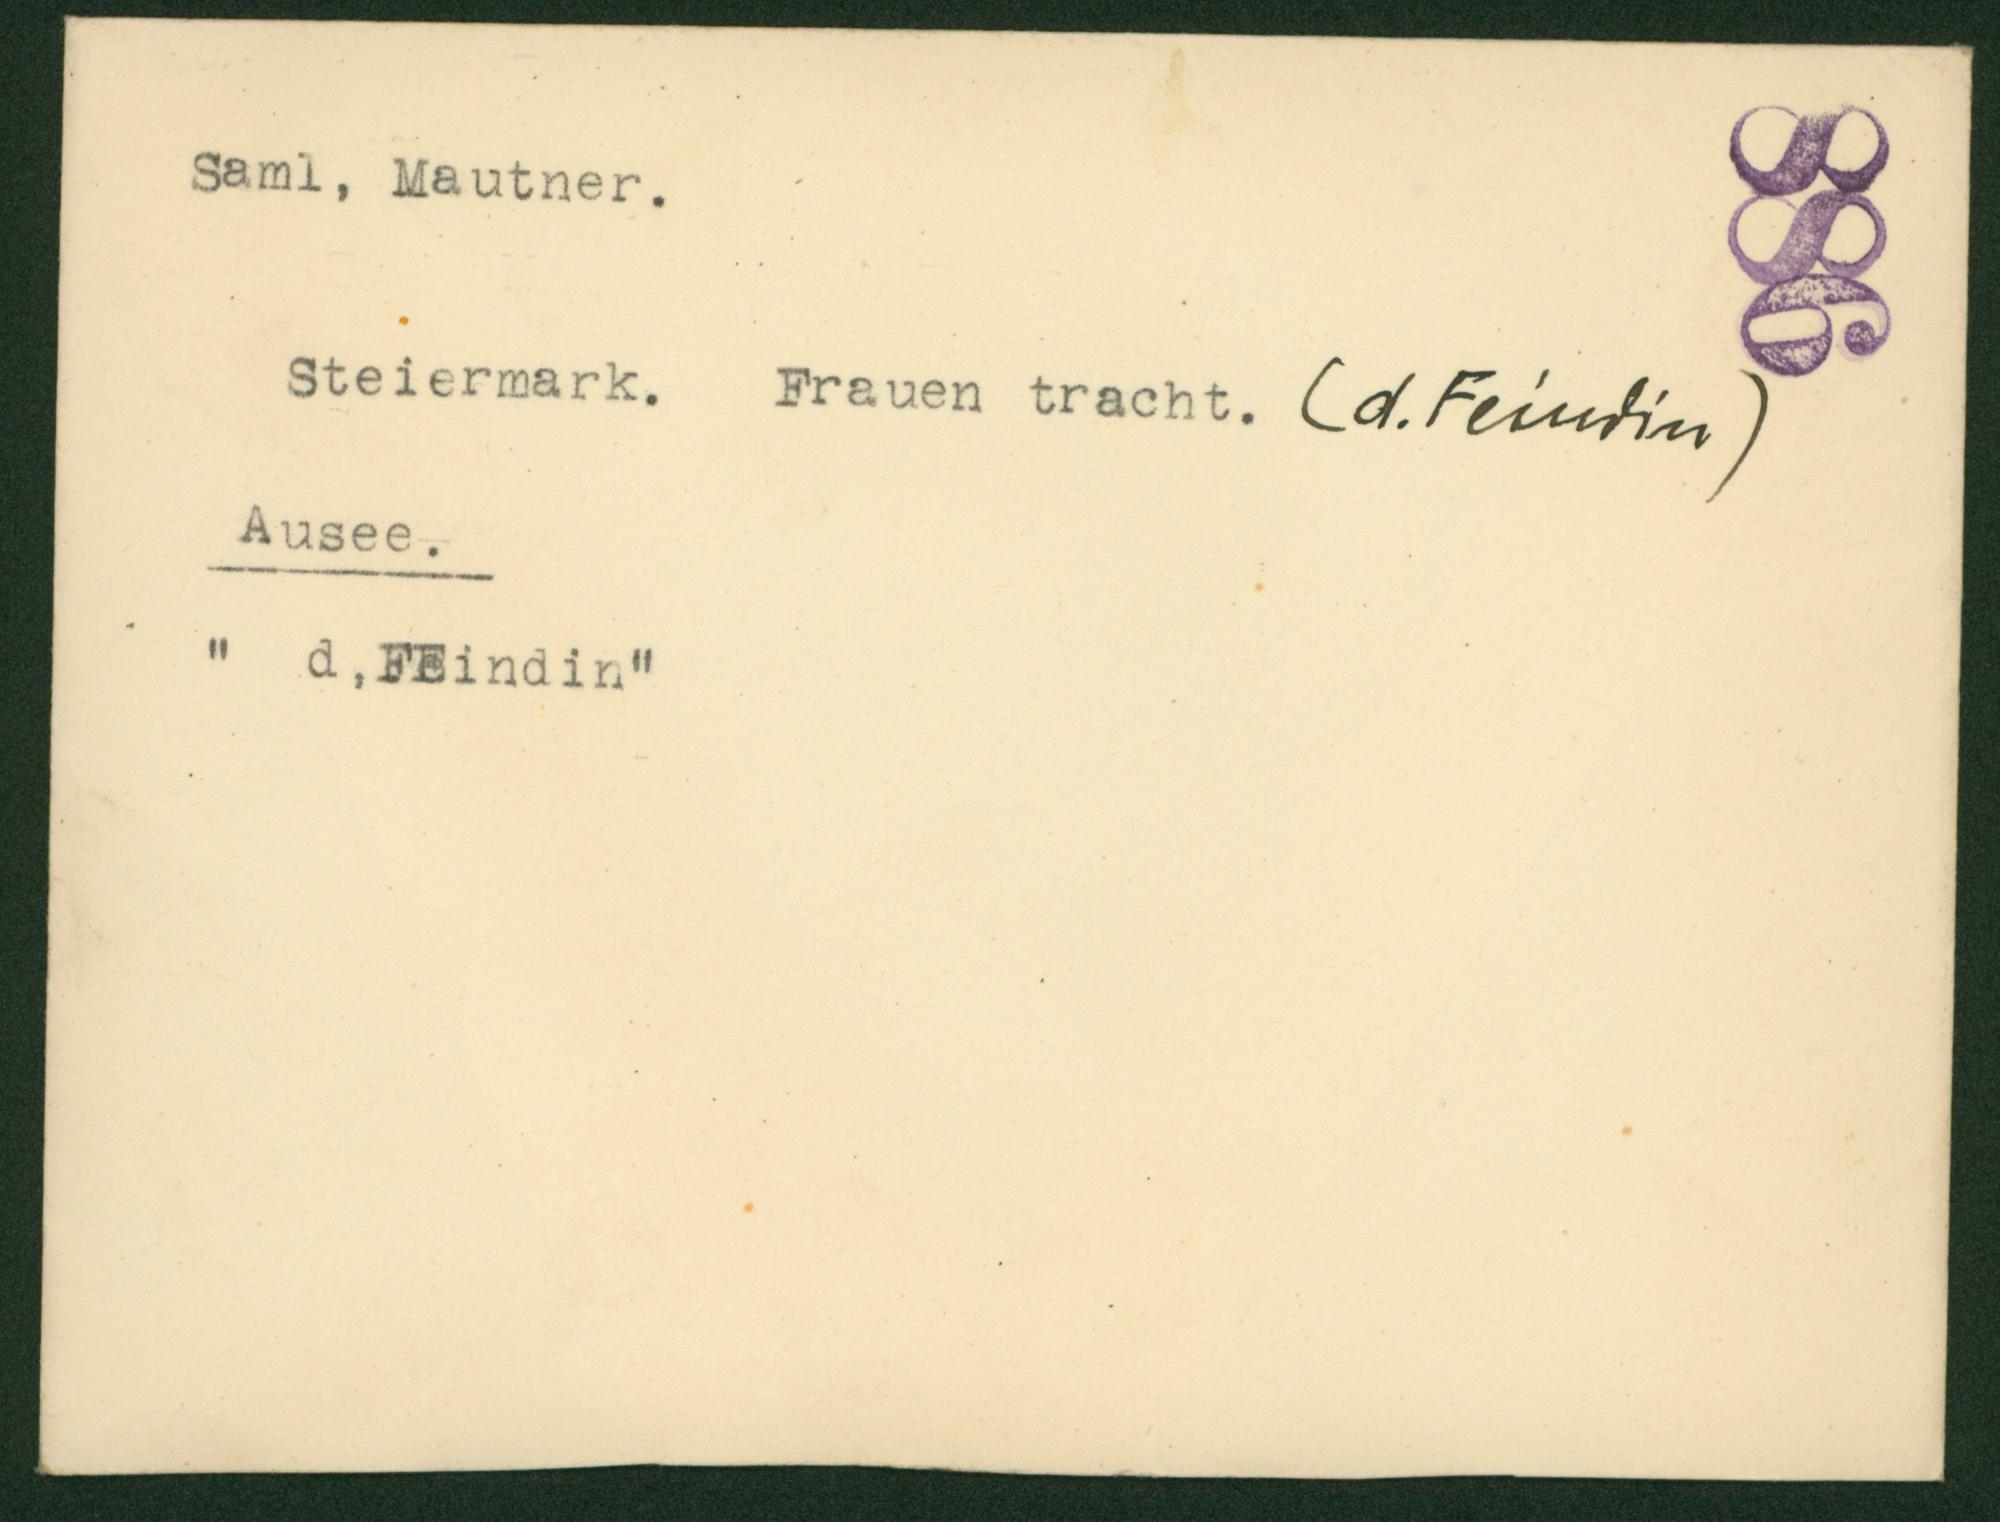 Saml, Mautner.
886
Steiermark. Frauen tracht. (d. Feindin)
Ausee.
" d,FEindin"